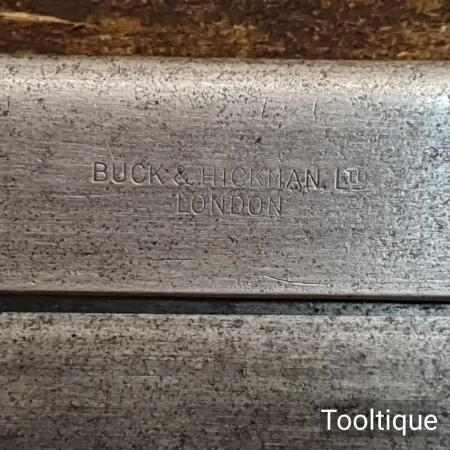 BUCK & HICKMAN, LTD
LONDON
Tooltique